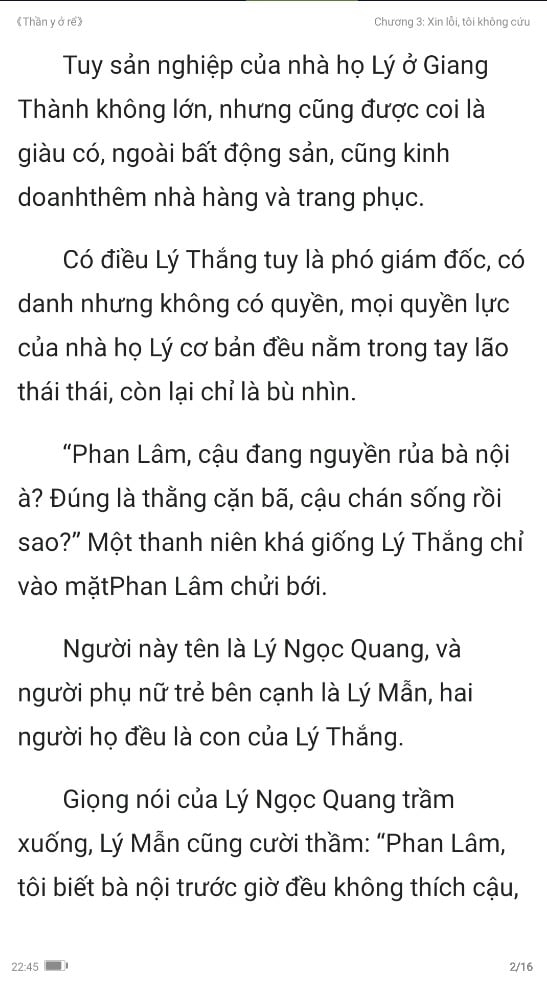 《Thần y ở rể》
Chương 3: Xin lỗi, tôi không cứu
Tuy sản nghiệp của nhà họ Lý ở Giang
Thành không lớn, nhưng cũng được coi là
giàu có, ngoài bất động sản, cũng kinh
doanhthêm nhà hàng và trang phục.
Có điều Lý Thắng tuy là phó giám đốc, có
danh nhưng không có quyền, mọi quyền lực
của nhà họ Lý cơ bản đều nằm trong tay lão
thái thái, còn lại chỉ là bù nhìn.
“Phan Lâm, cậu đang nguyền rủa bà nội
à? Đúng là thằng cặn bã, cậu chán sống rồi
sao?” Một thanh niên khá giống Lý Thắng chỉ
vào mặtPhan Lâm chửi bới.
Người này tên là Lý Ngọc Quang, và
người phụ nữ trẻ bên cạnh là Lý Mẫn, hai
người họ đều là con của Lý Thắng.
Giọng nói của Lý Ngọc Quang trầm
xuống, Lý Mẫn cũng cười thầm: “Phan Lâm,
tôi biết bà nội trước giờ đều không thích cậu,
22:45
2/16